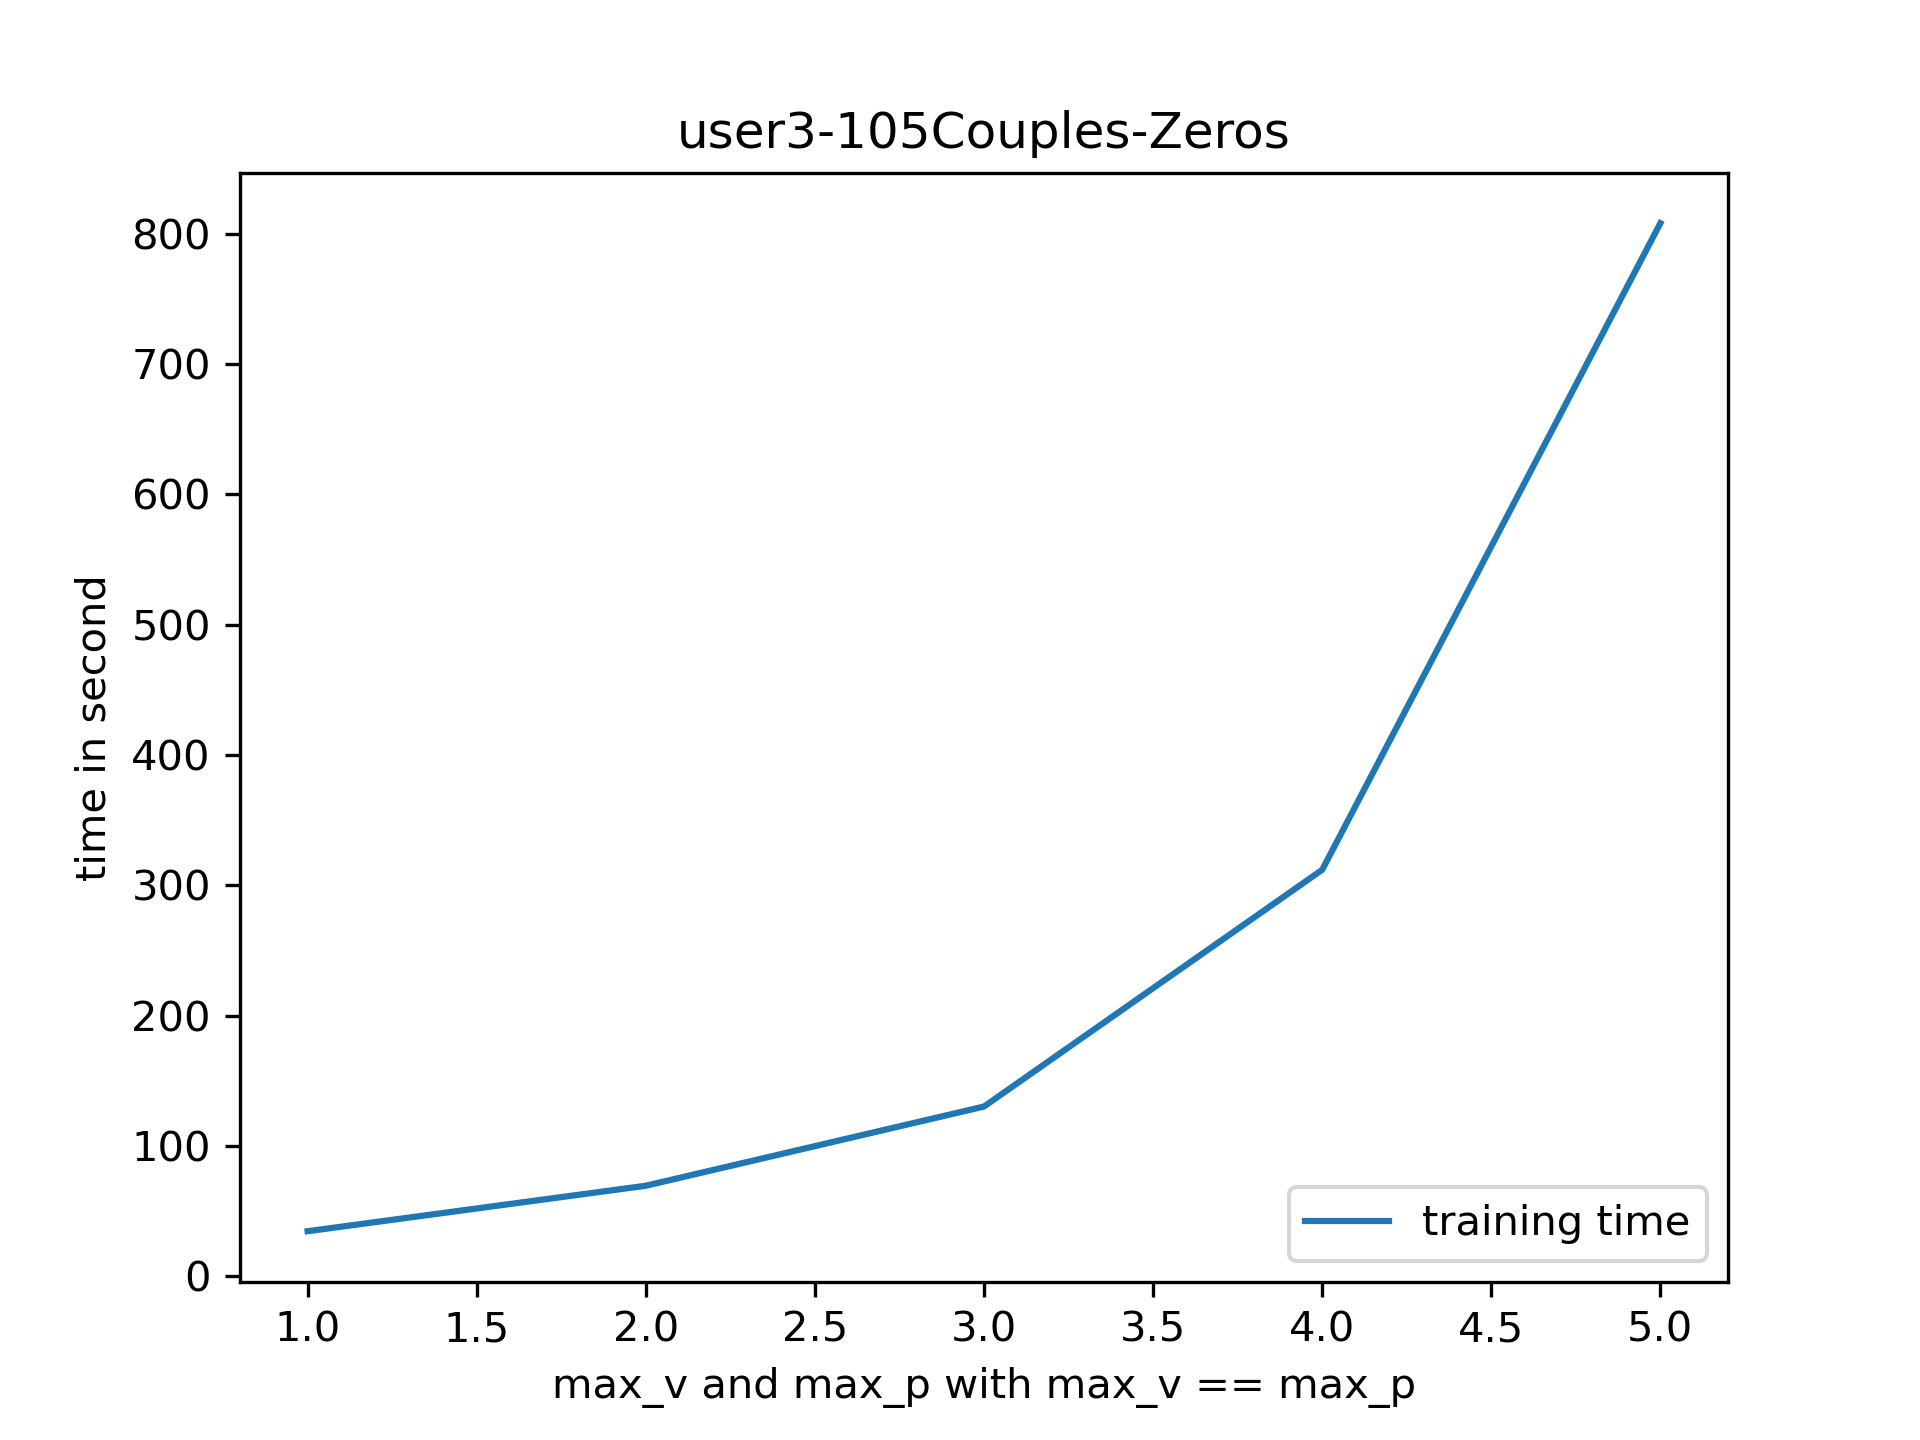 user3-105Couples-Zeros
800
700
600
500
400
300
200
100
0
time in second
training time
1.0 1.5 2.0 2.5 3.0 3.5 4.0 4.5 5.0
max_v and max_p with max_v == max_p